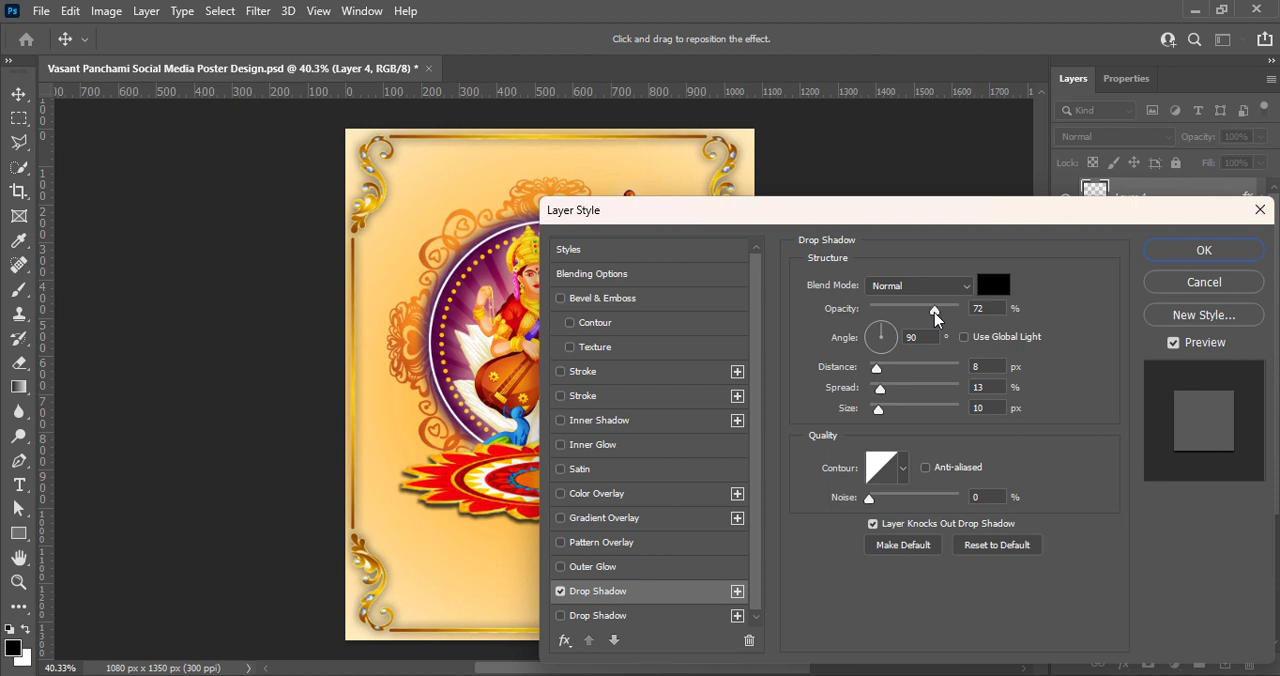 Ps File Edit Image Layer Type Select Filter 3D View Window Help
Click and drag to reposition the effect.
Vasant Panchami Social Media Poster Design.psd @ 40.3% (Layer 4, RGB/8) *
Layers Properties
00 700 600 500 400 300 200 100 0 100 200 300 400 500 600 700 800 900 1000 1100 1200 1300 1400 1500 1600 1700
Kind
Normal Opacity: 100%
Lock: Fill: 100%
Layer Style
Styles
Blending Options
Bevel & Emboss
Contour
Texture
Stroke
Stroke
Inner Shadow
Inner Glow
Satin
Color Overlay
Gradient Overlay
Pattern Overlay
Outer Glow
Drop Shadow
Drop Shadow
fx
Drop Shadow
Structure
Blend Mode: Normal
Opacity: 72 %
Angle: 90 ° Use Global Light
Distance: 8 px
Spread: 13 %
Size: 10 px
Quality
Contour: Anti-aliased
Noise: 0 %
Layer Knocks Out Drop Shadow
Make Default Reset to Default
OK
Cancel
New Style...
Preview
40.33% 1080 px x 1350 px (300 ppi)